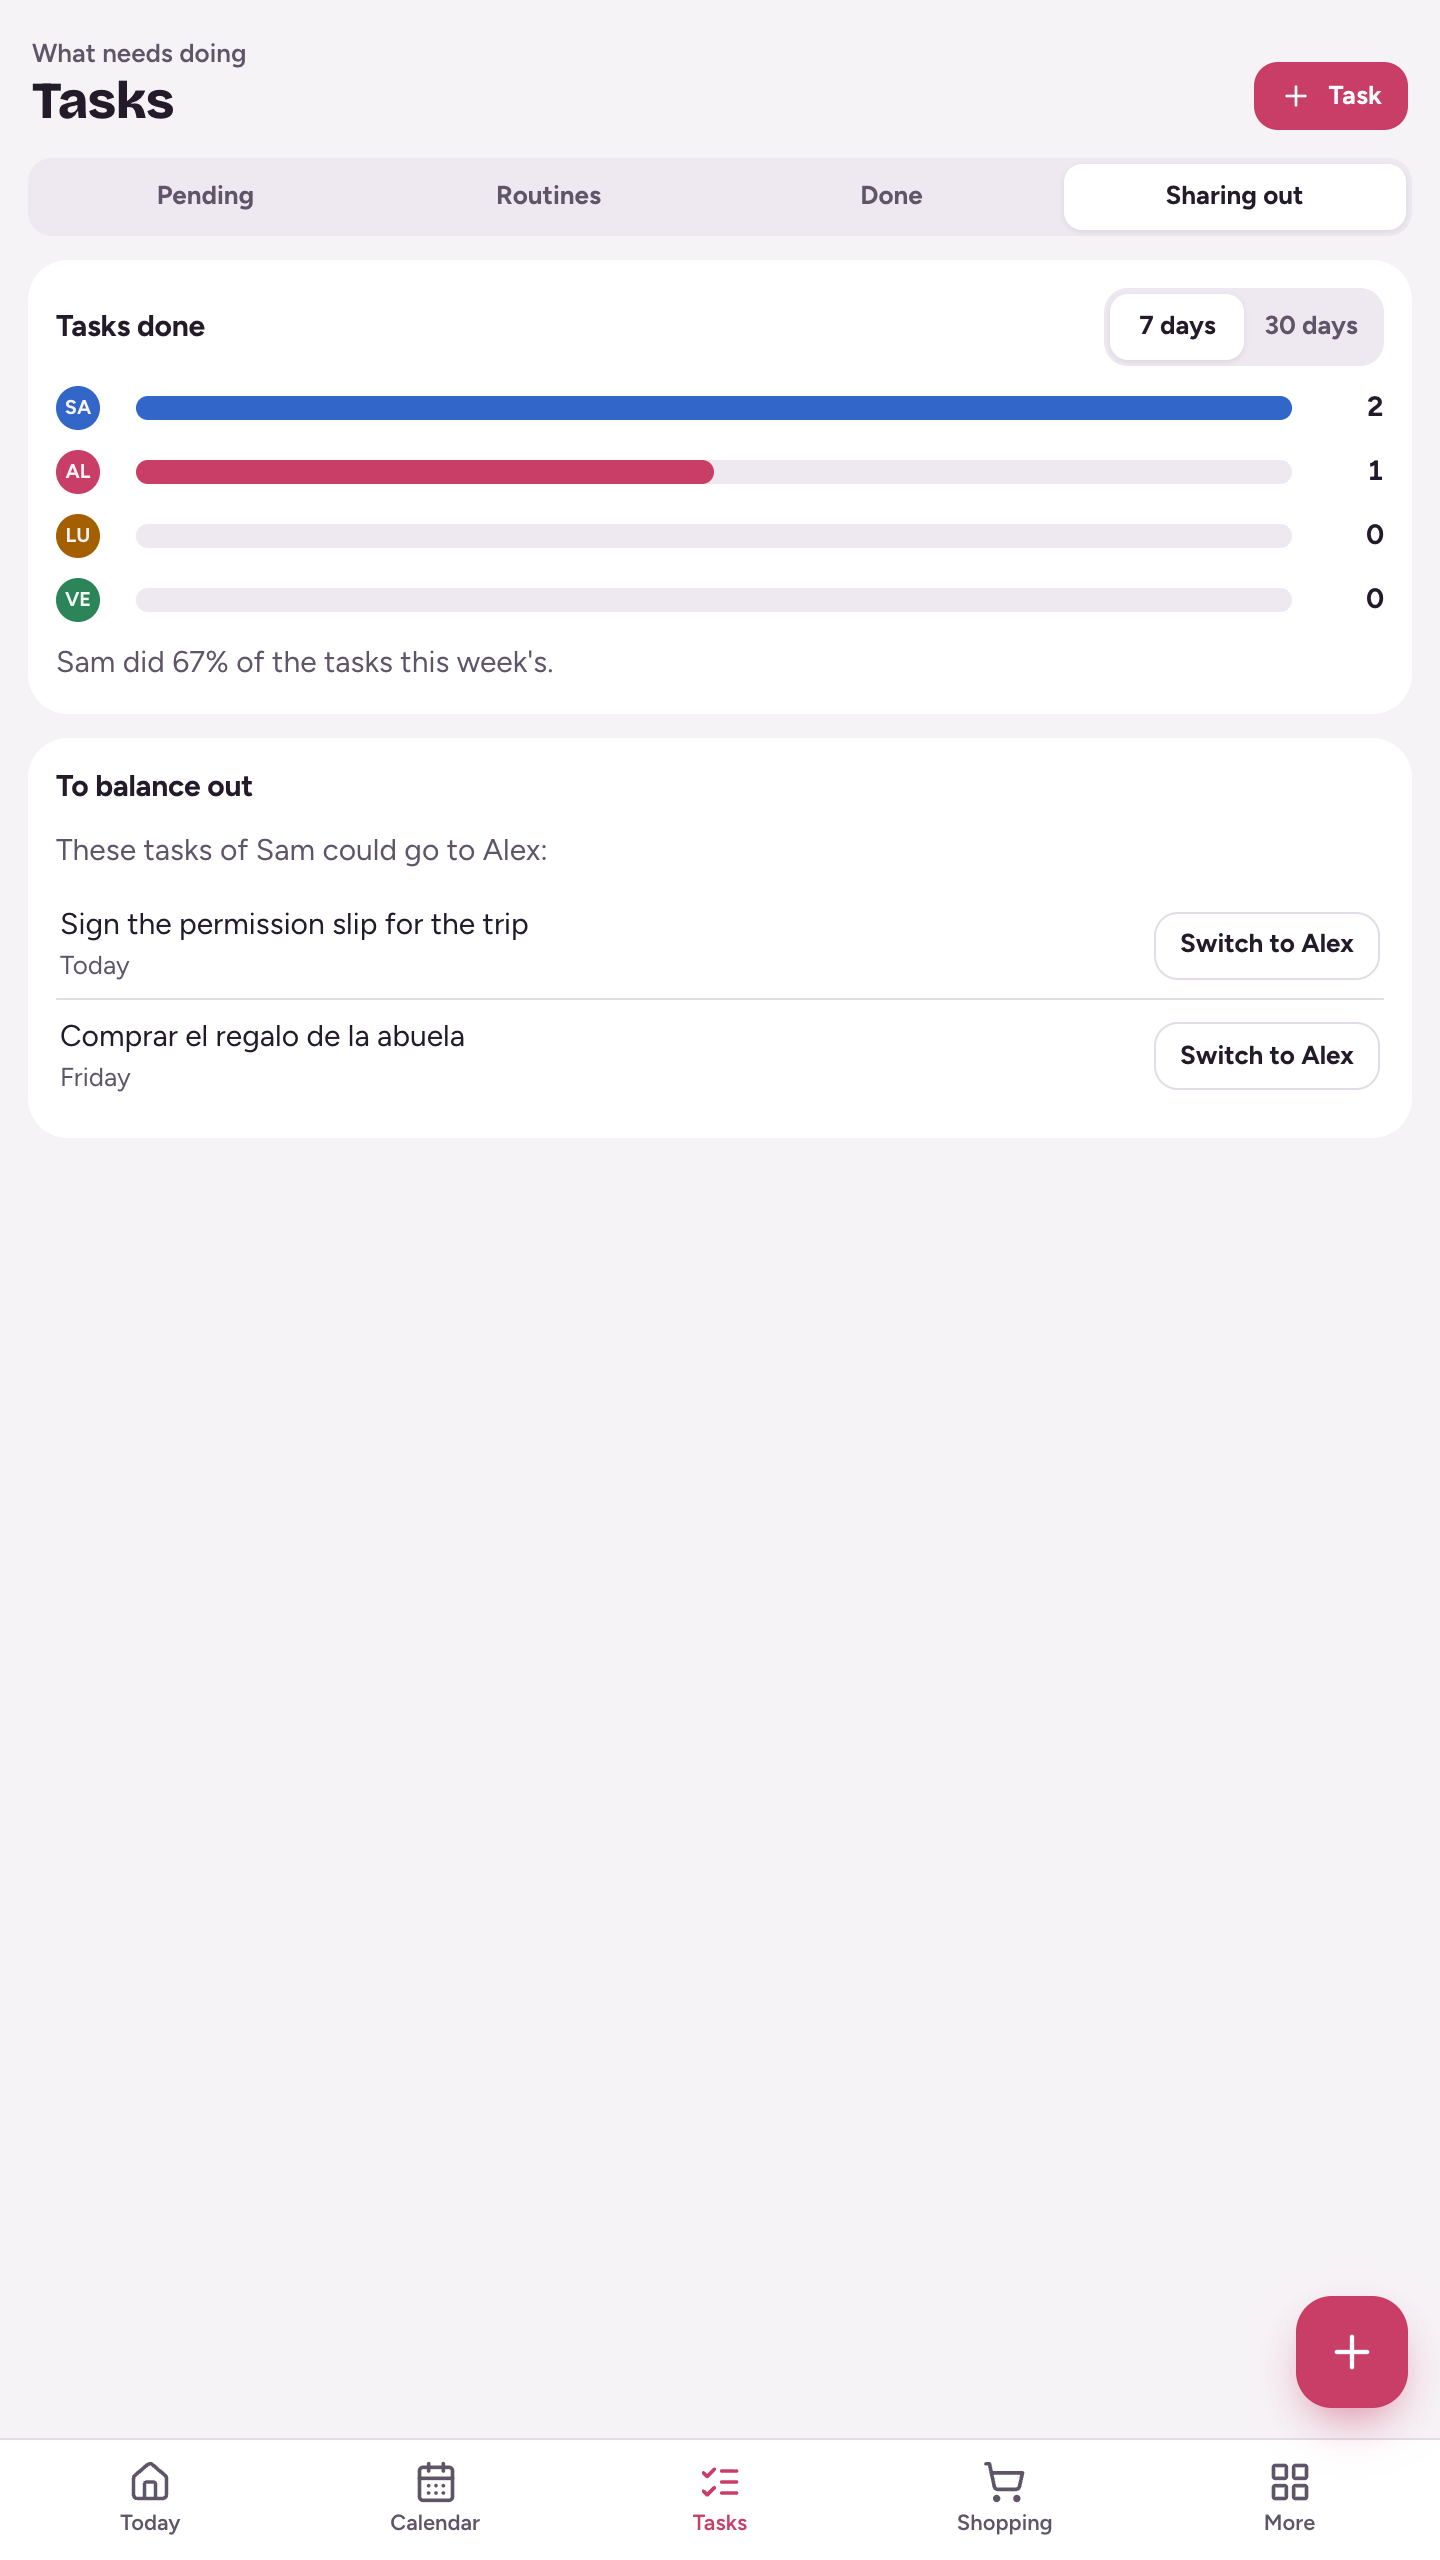 What needs doing
Tasks
Task
Pending Routines Done Sharing out
Tasks done 7 days 30 days
SA 2
AL 1
LU 0
VE 0
Sam did 67% of the tasks this week's.
To balance out
These tasks of Sam could go to Alex:
Sign the permission slip for the trip
Today
Switch to Alex
Comprar el regalo de la abuela
Friday
Switch to Alex
Today Calendar Tasks Shopping More